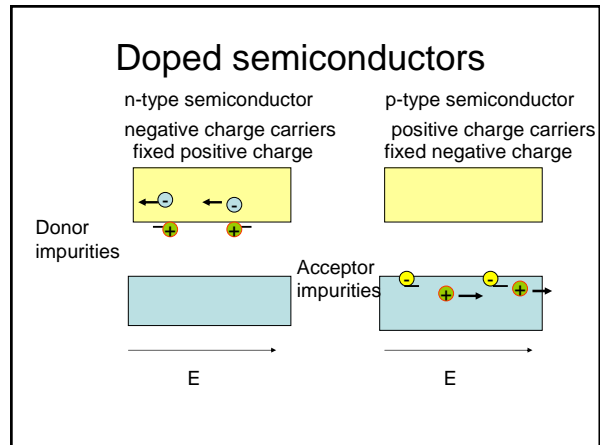 Doped semiconductors
n-type semiconductor
negative charge carriers
fixed positive charge
p-type semiconductor
positive charge carriers
fixed negative charge
- -
+ +
Donor
impurities
Acceptor
impurities
- -
+ +
E
E